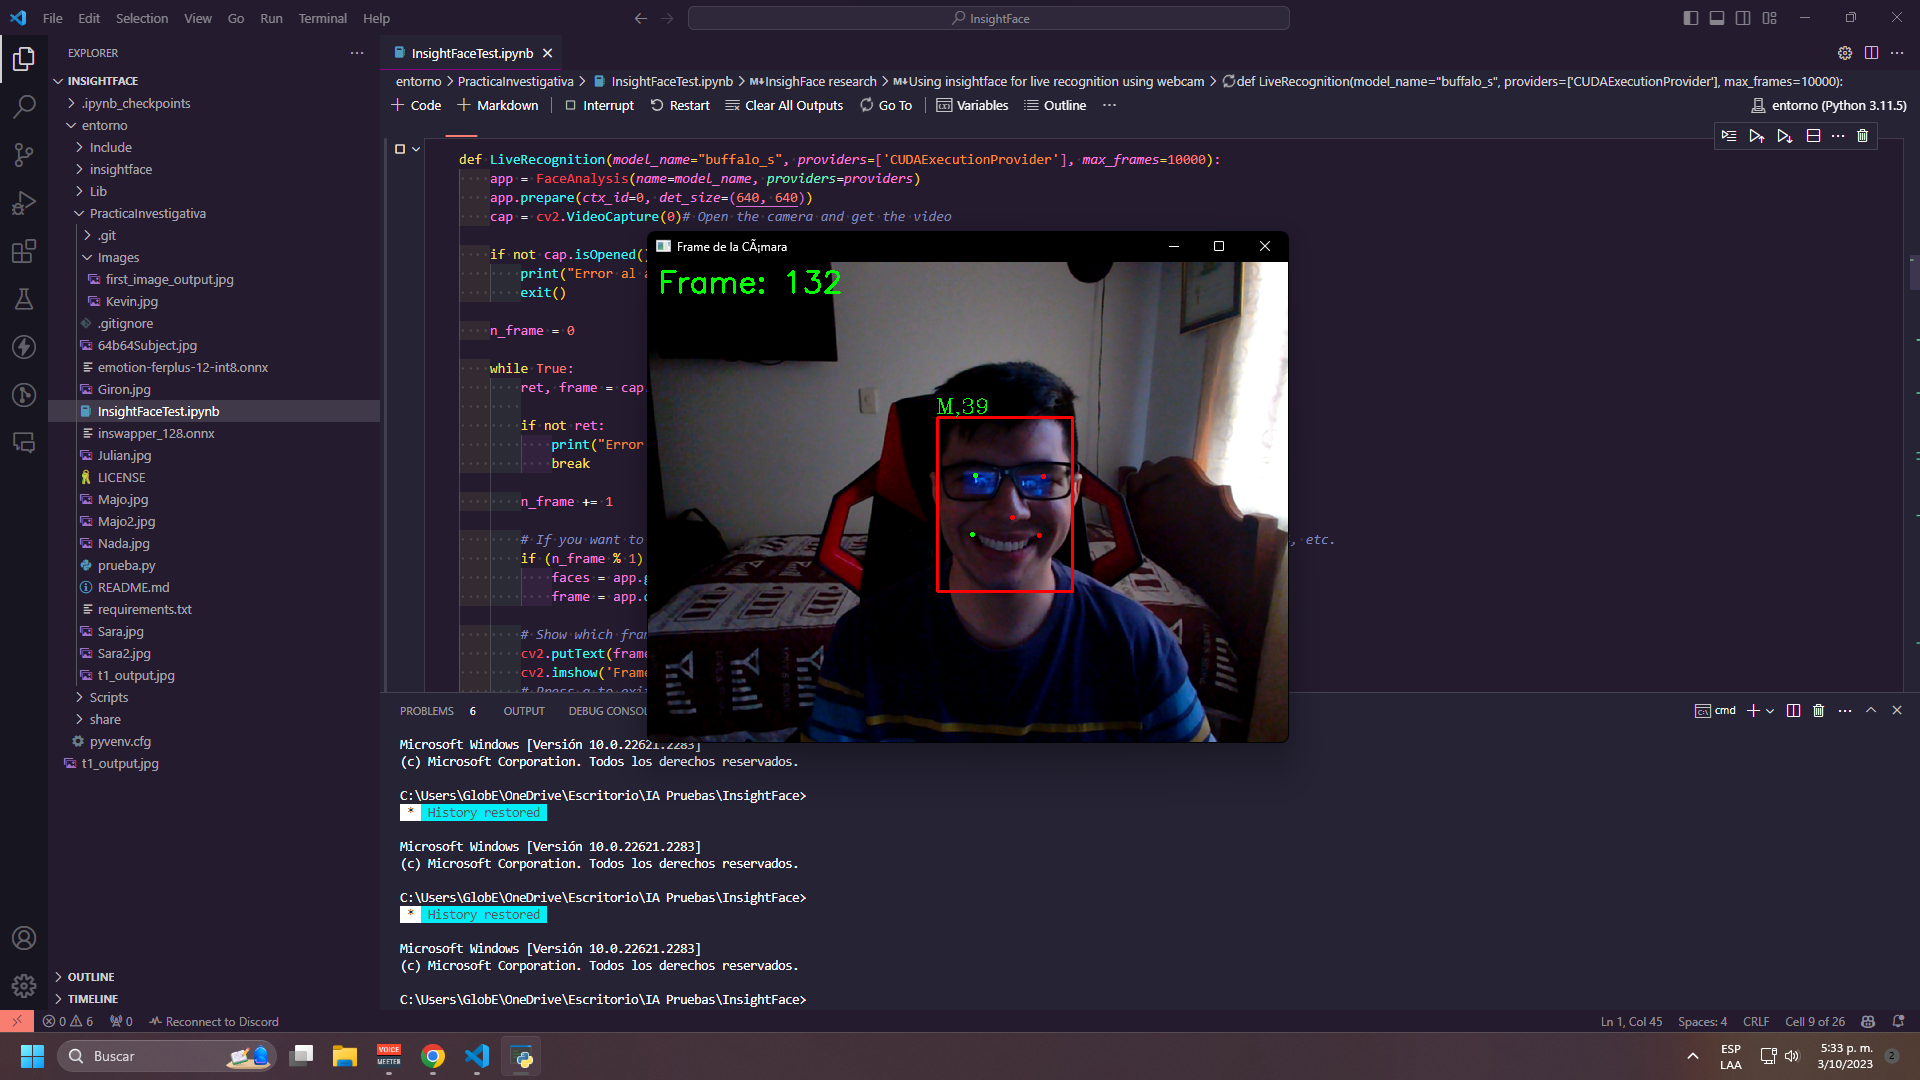 File Edit Selection View Go Run Terminal Help
InsightFace
EXPLORER
INSIGHTFACE
.ipynb_checkpoints
entorno
Include
insightface
Lib
PracticaInvestigativa
.git
Images
first_image_output.jpg
Kevin.jpg
.gitignore
64b64Subject.jpg
emotion-ferplus-12-int8.onnx
Giron.jpg
InsightFaceTest.ipynb
inswapper_128.onnx
Julian.jpg
LICENSE
Majo.jpg
Majo2.jpg
Nada.jpg
prueba.py
README.md
requirements.txt
Sara.jpg
Sara2.jpg
t1_output.jpg
Scripts
share
pyvenv.cfg
t1_output.jpg
OUTLINE
TIMELINE
InsightFaceTest.ipynb
entorno > PracticaInvestigativa > InsightFaceTest.ipynb > M↓InsighFace research > M↓Using insightface for live recognition using webcam > def LiveRecognition(model_name="buffalo_s", providers=['CUDAExecutionProvider'], max_frames=10000):
+ Code + Markdown Interrupt Restart Clear All Outputs Go To Variables Outline ...
entorno (Python 3.11.5)
def LiveRecognition(model_name="buffalo_s", providers=['CUDAExecutionProvider'], max_frames=10000):
app = FaceAnalysis(name=model_name, providers=providers)
app.prepare(ctx_id=0, det_size=(640, 640))
cap = cv2.VideoCapture(0)# Open the camera and get the video
if not cap.isOpened()
print("Error al a
exit()
n_frame = 0
while True:
ret, frame = cap.
if not ret:
print("Error
break
n_frame += 1
# If you want to , etc.
if (n_frame % 1)
faces = app.g
frame = app.d
# Show which fram
cv2.putText(frame
cv2.imshow('Frame
# Press q to exit
Frame de la CÃ¡mara
Frame: 132
M,39
PROBLEMS 6 OUTPUT DEBUG CONSOL
cmd
Microsoft Windows [Versión 10.0.22621.2283]
(c) Microsoft Corporation. Todos los derechos reservados.
C:\Users\GlobE\OneDrive\Escritorio\IA Pruebas\InsightFace>
* History restored
Microsoft Windows [Versión 10.0.22621.2283]
(c) Microsoft Corporation. Todos los derechos reservados.
C:\Users\GlobE\OneDrive\Escritorio\IA Pruebas\InsightFace>
* History restored
Microsoft Windows [Versión 10.0.22621.2283]
(c) Microsoft Corporation. Todos los derechos reservados.
C:\Users\GlobE\OneDrive\Escritorio\IA Pruebas\InsightFace>
0 6 0 Reconnect to Discord
Ln 1, Col 45 Spaces: 4 CRLF Cell 9 of 26
Buscar
VOICE
MEETER
ESP
LAA
5:33 p. m.
3/10/2023
2